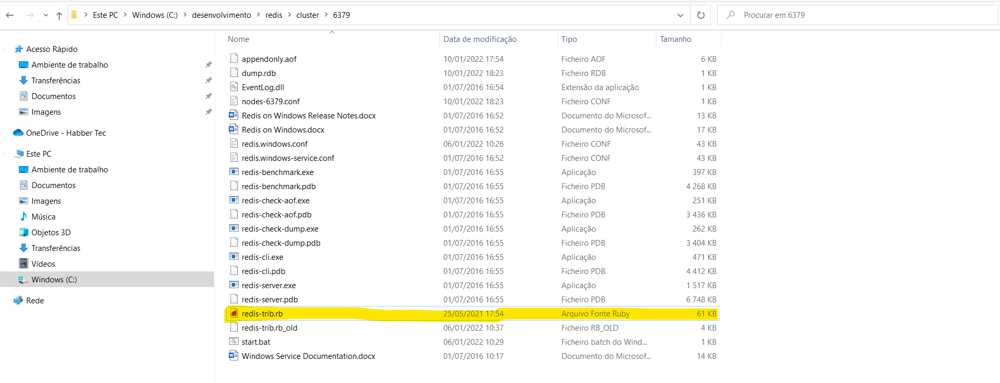 Este PC > Windows (C:) > desenvolvimento > redis > cluster > 6379
Procurar em 6379
Acesso Rápido
Ambiente de trabalho
Transferências
Documentos
Imagens
OneDrive - Habber Tec
Este PC
Ambiente de trabalho
Documentos
Imagens
Música
Objetos 3D
Transferências
Vídeos
Windows (C:)
Rede
Nome Data de modificação Tipo Tamanho
appendonly.aof 10/01/2022 17:54 Ficheiro AOF 6 KB
dump.rdb 10/01/2022 18:23 Ficheiro RDB 1 KB
EventLog.dll 01/07/2016 16:54 Extensão da aplicação 1 KB
nodes-6379.conf 10/01/2022 18:23 Ficheiro CONF 1 KB
Redis on Windows Release Notes.docx 01/07/2016 16:52 Documento do Microsof... 13 KB
Redis on Windows.docx 01/07/2016 16:52 Documento do Microsof... 17 KB
redis.windows.conf 06/01/2022 10:26 Ficheiro CONF 43 KB
redis.windows-service.conf 01/07/2016 16:52 Ficheiro CONF 43 KB
redis-benchmark.exe 01/07/2016 16:55 Aplicação 397 KB
redis-benchmark.pdb 01/07/2016 16:55 Ficheiro PDB 4 268 KB
redis-check-aof.exe 01/07/2016 16:55 Aplicação 251 KB
redis-check-aof.pdb 01/07/2016 16:55 Ficheiro PDB 3 436 KB
redis-check-dump.exe 01/07/2016 16:55 Aplicação 262 KB
redis-check-dump.pdb 01/07/2016 16:55 Ficheiro PDB 3 404 KB
redis-cli.exe 01/07/2016 16:55 Aplicação 471 KB
redis-cli.pdb 01/07/2016 16:55 Ficheiro PDB 4 412 KB
redis-server.exe 01/07/2016 16:55 Aplicação 1 517 KB
redis-server.pdb 01/07/2016 16:55 Ficheiro PDB 6 748 KB
redis-trib.rb 25/05/2021 17:54 Arquivo Fonte Ruby 61 KB
redis-trib.rb_old 06/01/2022 10:37 Ficheiro RB_OLD 4 KB
start.bat 06/01/2022 10:29 Ficheiro batch do Wind... 1 KB
Windows Service Documentation.docx 01/07/2016 10:17 Documento do Microsof... 14 KB